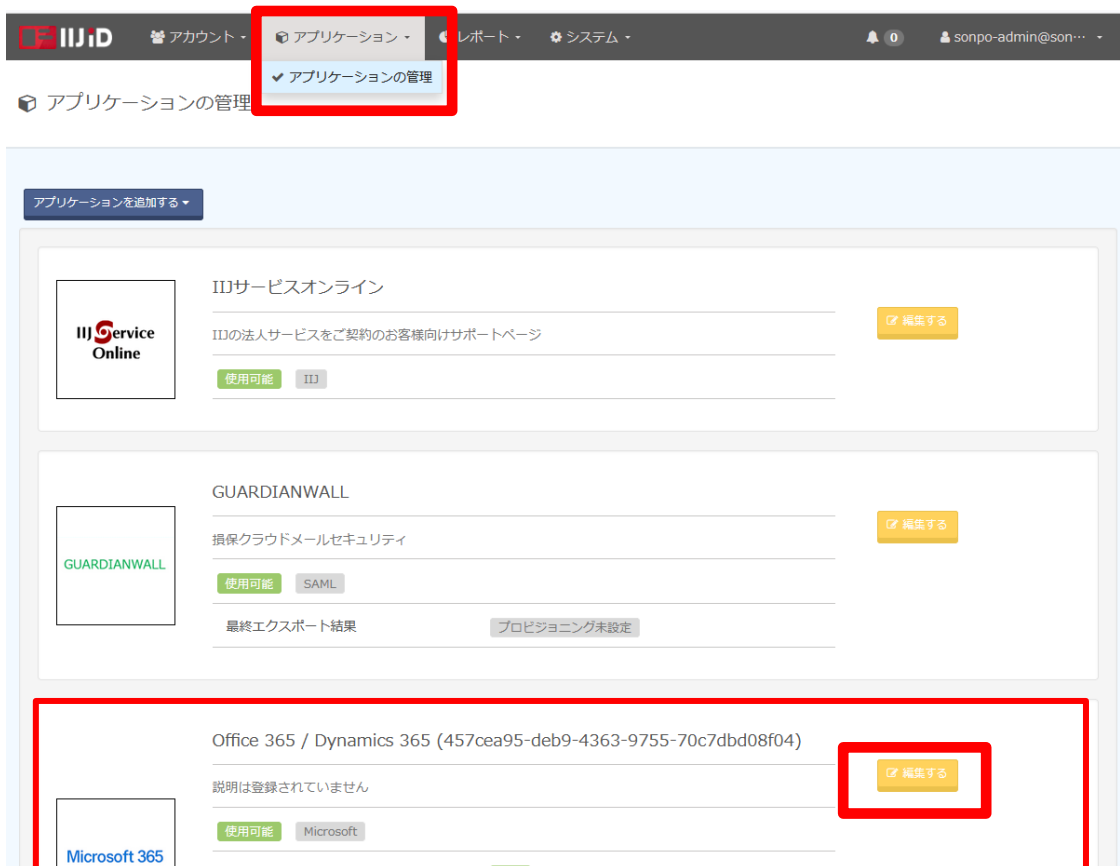 IIJiD アカウント アプリケーション レポート システム 0 sonpo-admin@son…
アプリケーションの管理
アプリケーションの管理
アプリケーションを追加する
IIJサービスオンライン
IIJ Service
Online
IIJの法人サービスをご契約のお客様向けサポートページ
編集する
使用可能 IIJ
GUARDIANWALL
GUARDIANWALL
損保クラウドメールセキュリティ
編集する
使用可能 SAML
最終エクスポート結果 プロビジョニング未設定
Office 365 / Dynamics 365 (457cea95-deb9-4363-9755-70c7dbd08f04)
編集する
説明は登録されていません
使用可能 Microsoft
Microsoft 365